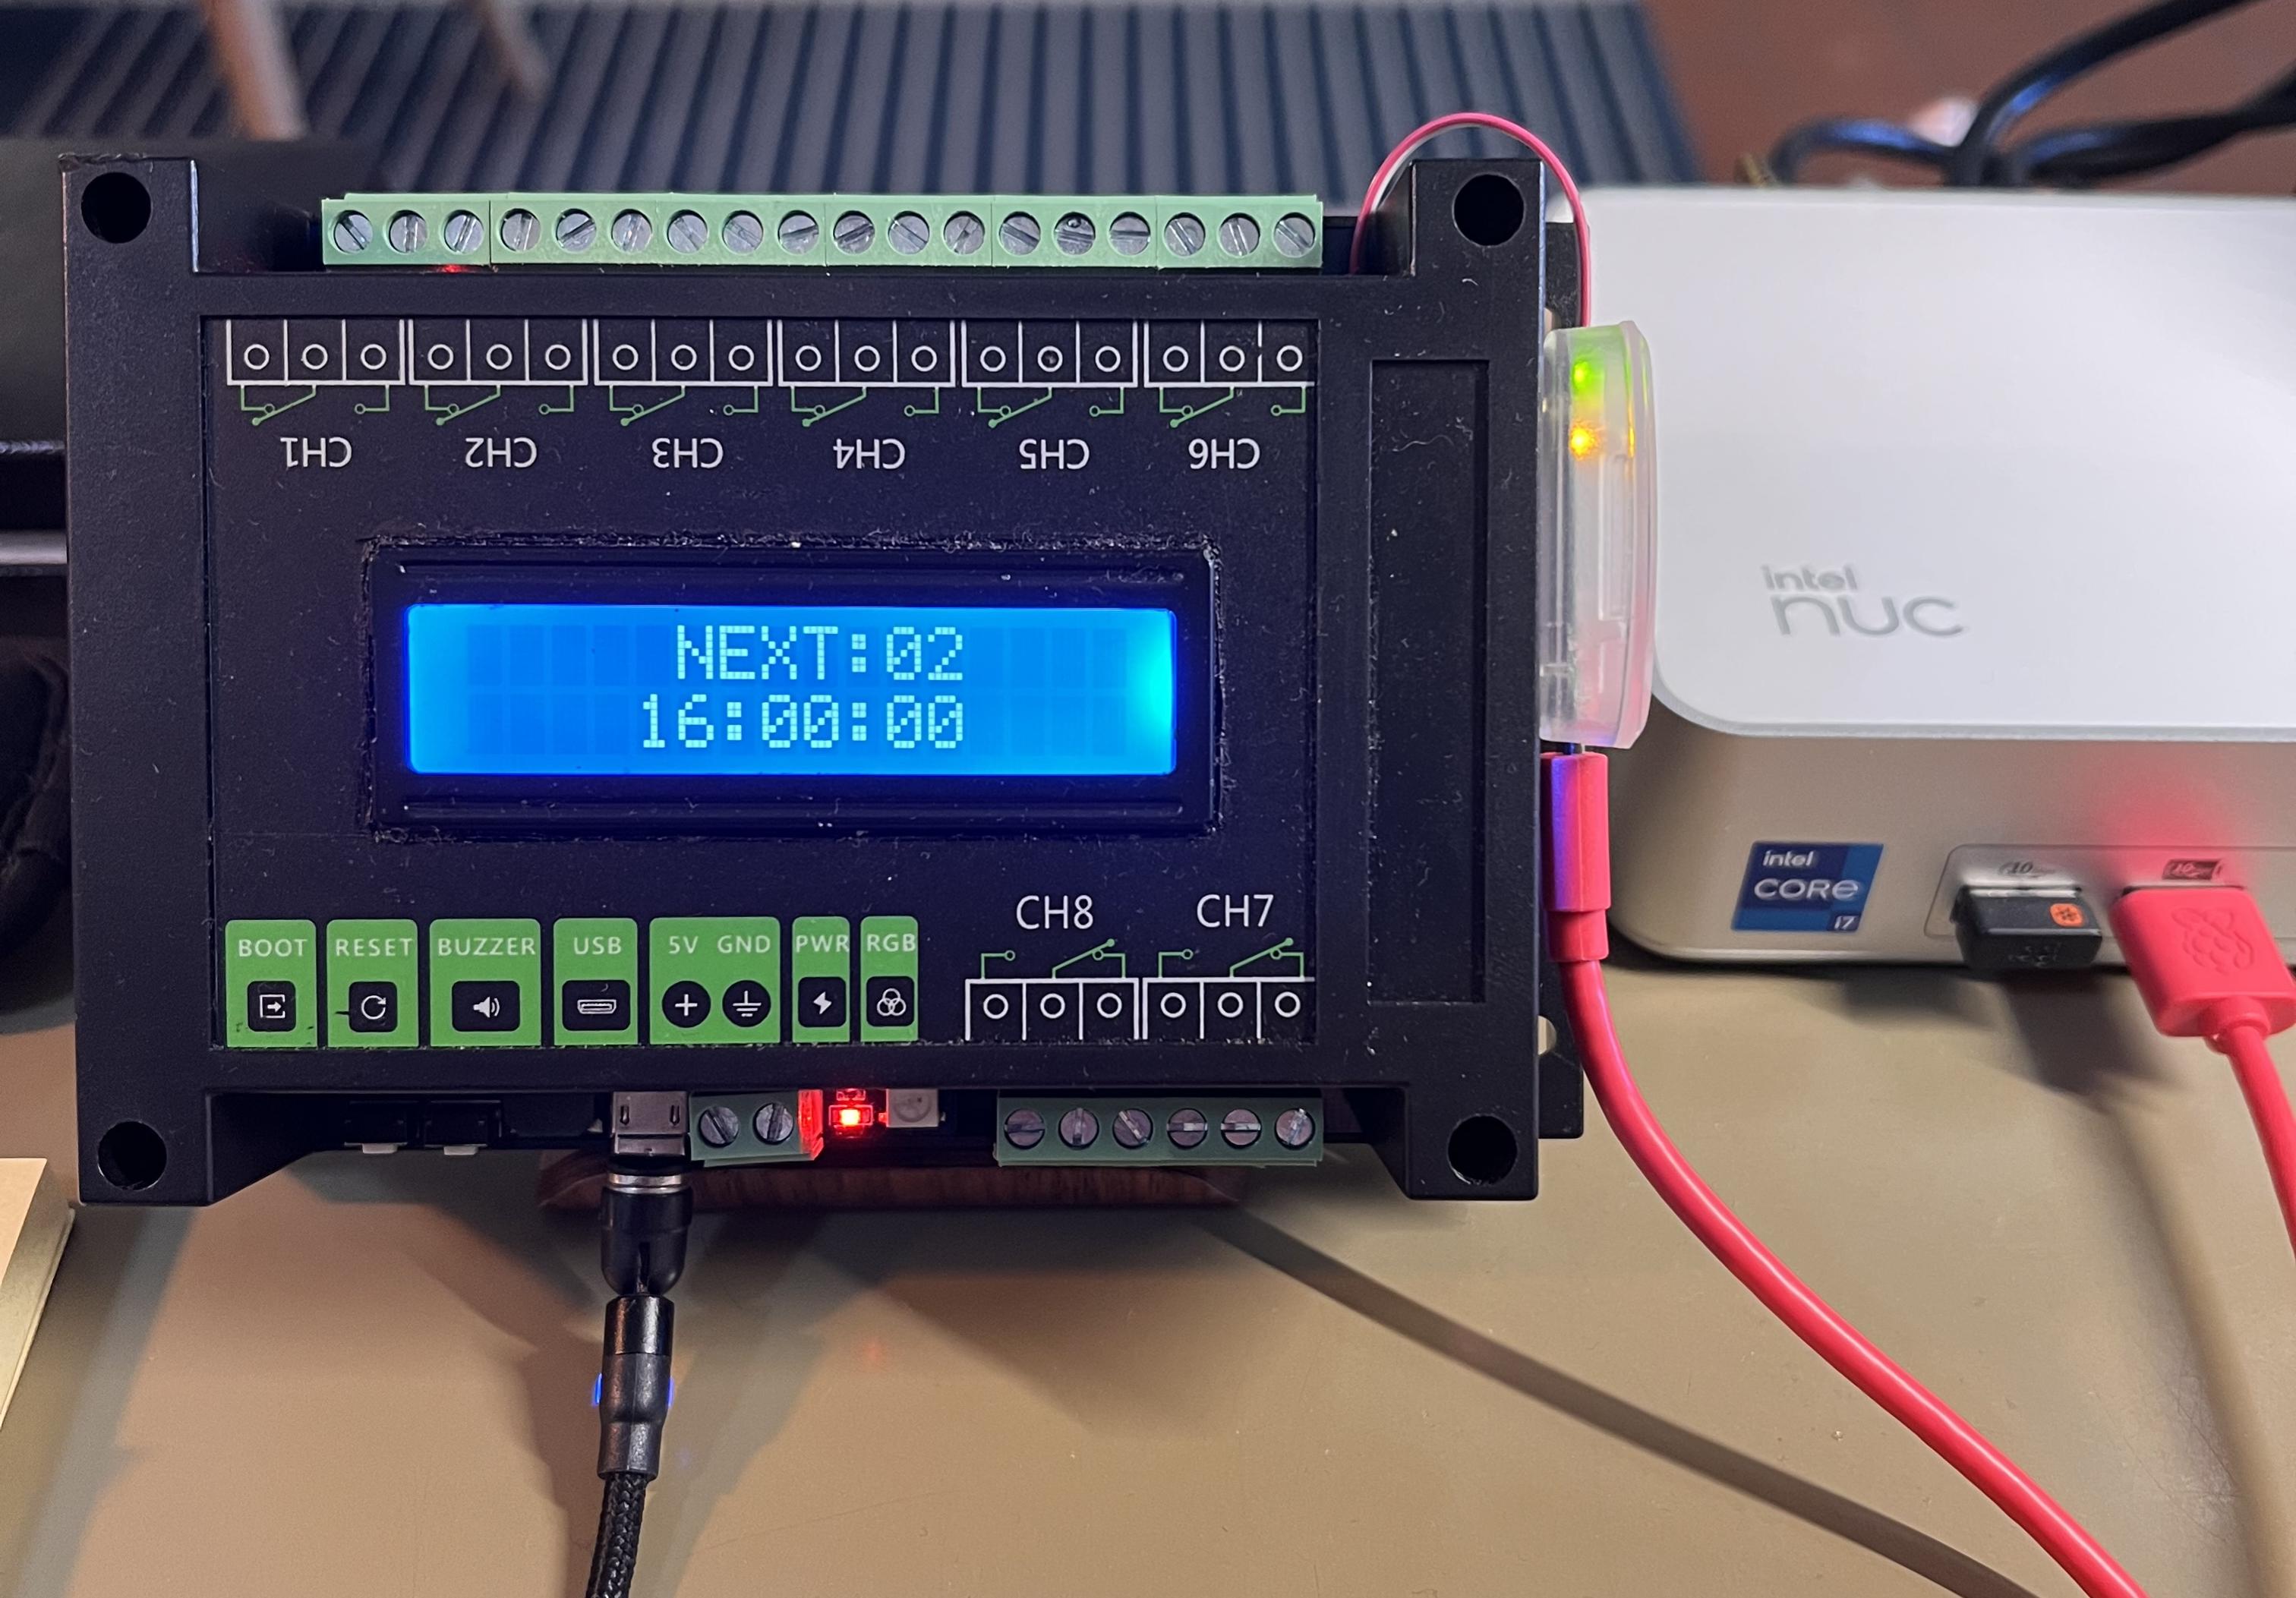 CH1 CH2 CH3 CH4 CH5 CH6
NEXT:02
16:00:00
CH8 CH7
BOOT RESET BUZZER USB 5V GND PWR RGB
intel
nuc
intel
CORE
i7